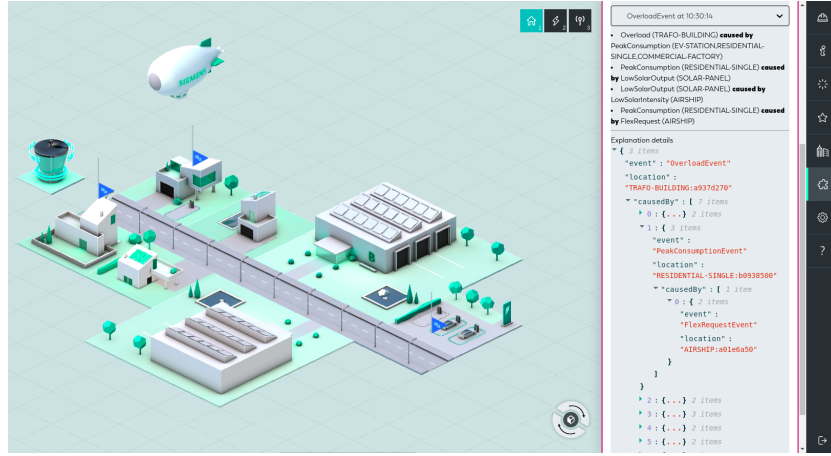 SIEMENS
1
2
3
B
OverloadEvent at 10:30:14
• Overload (TRAFO-BUILDING) caused by
PeakConsumption (EV-STATION,RESIDENTIAL-
SINGLE,COMMERCIAL-FACTORY)
• PeakConsumption (RESIDENTIAL-SINGLE) caused
by LowSolarOutput (SOLAR-PANEL)
• LowSolarOutput (SOLAR-PANEL) caused by
LowSolarIntensity (AIRSHIP)
• PeakConsumption (RESIDENTIAL-SINGLE) caused
by FlexRequest (AIRSHIP)
Explanation details
{ 3 items
"event" : "OverloadEvent"
"location" :
"TRAFO-BUILDING:a937d270"
"causedBy" : [ 7 items
0 : {...} 2 items
1 : { 3 items
"event" :
"PeakConsumptionEvent"
"location" :
"RESIDENTIAL-SINGLE:b0938500"
"causedBy" : [ 1 item
0 : { 2 items
"event" :
"FlexRequestEvent"
"location" :
"AIRSHIP:a01e6a50"
}
]
}
2 : {...} 2 items
3 : {...} 3 items
4 : {...} 2 items
5 : {...} 2 items
?